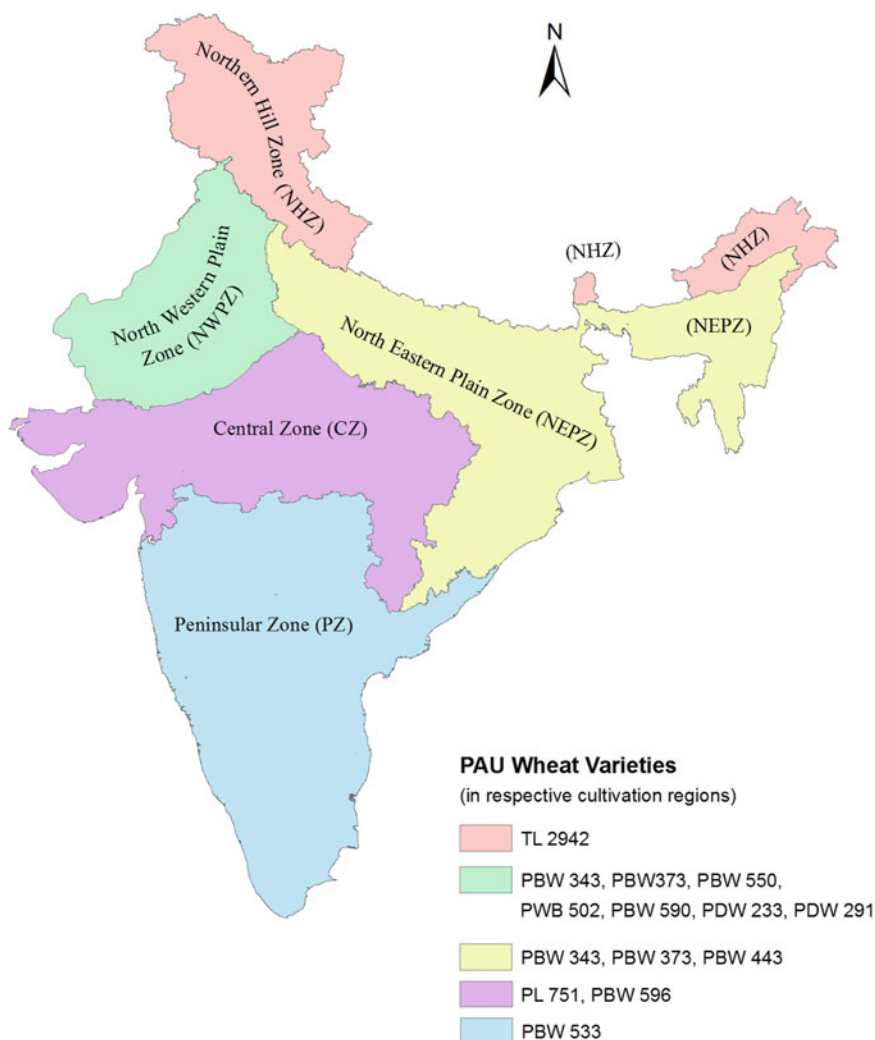 N
Northern Hill Zone (NHZ)
(NHZ)
(NHZ)
North Western Plain
Zone (NWPZ)
(NEPZ)
North Eastern Plain Zone (NEPZ)
Central Zone (CZ)
Peninsular Zone (PZ)
PAU Wheat Varieties
(in respective cultivation regions)
TL 2942
PBW 343, PBW373, PBW 550,
PWB 502, PBW 590, PDW 233, PDW 291
PBW 343, PBW 373, PBW 443
PL 751, PBW 596
PBW 533